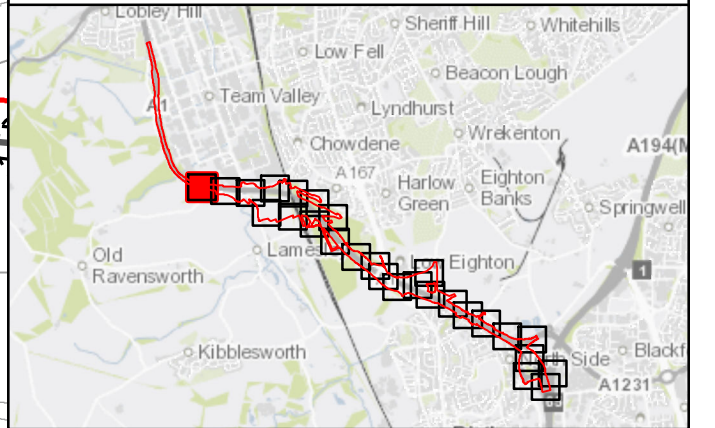 Lobley Hill
Sheriff Hill
Whitehills
Low Fell
Beacon Lough
A1
Team Valley
Lyndhurst
Wrekenton
Chowdene
A194(M
A167
Harlow
Green
Eighton
Banks
Springwell
Lames
Eighton
Old
Ravensworth
1
Kibblesworth
North Side
Blackf
A1231